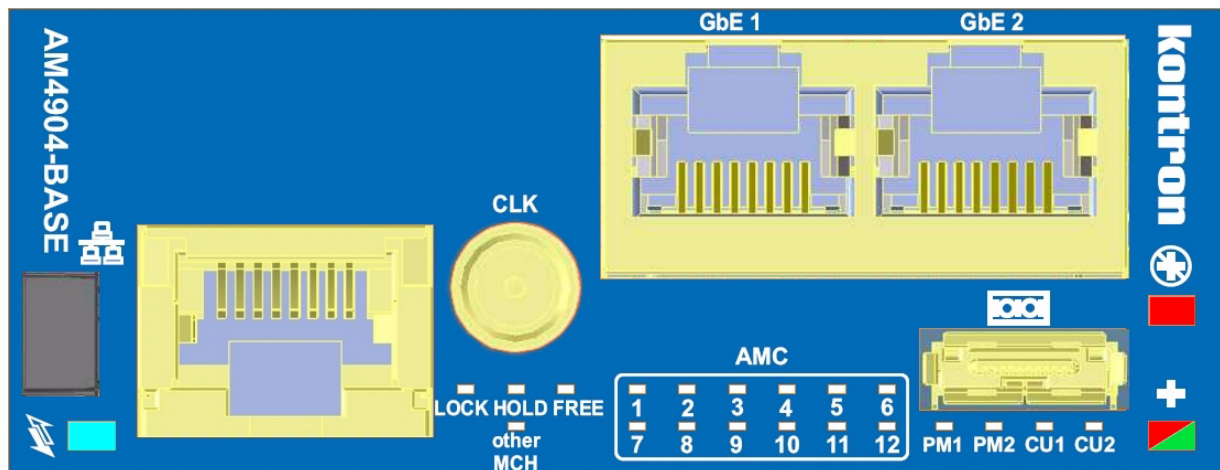 AM4904-BASE
GbE 1 GbE 2
kontron
CLK
AMC
LOCK HOLD FREE
other
MCH
1 2 3 4 5 6
7 8 9 10 11 12
PM1 PM2 CU1 CU2